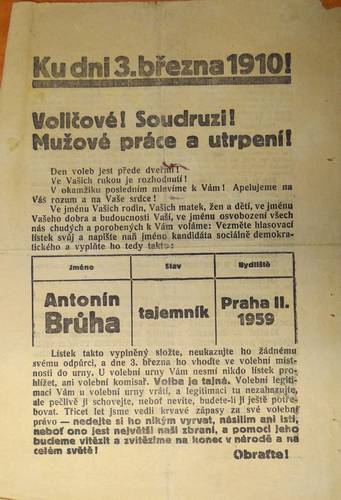 Ku dni 3. března 1910!
Voličové! Soudruzi!
Mužové práce a utrpení!
Den voleb jest přede dveřmi!
Ve Vašich rukou je rozhodnutí!
V okamžiku posledním mluvíme k Vám! Apelujeme na
Váš rozum a na Vaše srdce!
Ve jménu Vašich rodin, Vašich matek, žen a dětí, ve jménu
Vašeho dobra a budoucnosti Vaší, ve jménu osvobození všech
nás chudých a porobených k Vám voláme: Vezměte hlasovací
lístek svůj a napište naň jméno kandidáta sociálně demokra-
tického a vyplňte ho tedy takto:
Jméno Stav Bydliště
Antonín Brůha tajemník Praha II. 1959
Lístek takto vyplněný složte, neukazujte ho žádnému
svému odpůrci, a dne 3. března ho vhoďte ve volební míst-
nosti do urny. U volební urny Vám nesmí nikdo lístek pro-
hlížet, ani volební komisař. Volba je tajná. Volební legiti-
maci Vám u volební urny vrátí, a legitimaci tu nezahazujte,
ale pečlivě ji schovejte, neboť nevíte, budete-li ji ještě potře-
bovat. Třicet let jsme vedli krvavé zápasy za své volební
právo — nedejte si ho nikým vyrvat, násilím ani lstí,
neboť ono jest největší naší zbraní, a pomocí jeho
budeme vítězit a zvítězíme na konec v národě a na
celém světě! Obraťte!